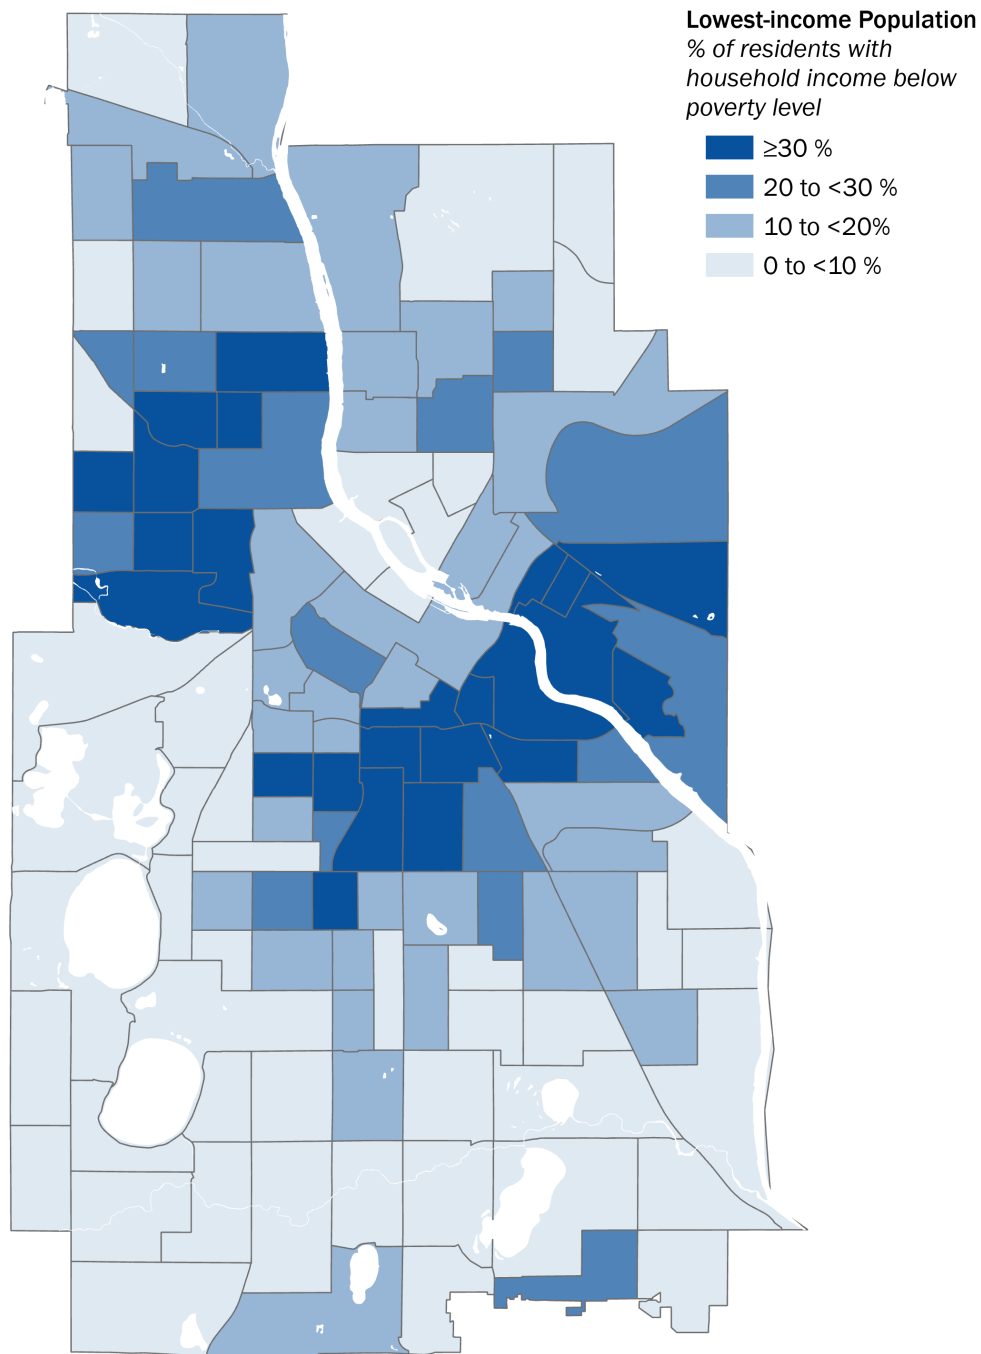 Lowest-income Population
% of residents with
household income below
poverty level
≥30 %
20 to <30 %
10 to <20%
0 to <10 %